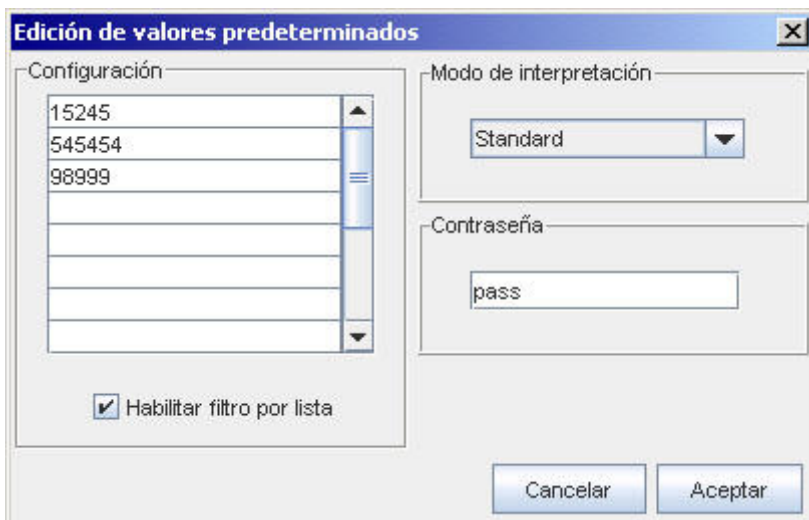 Edición de valores predeterminados
Configuración
15245
545454
98999
Habilitar filtro por lista
Modo de interpretación
Standard
Contraseña
pass
Cancelar
Aceptar